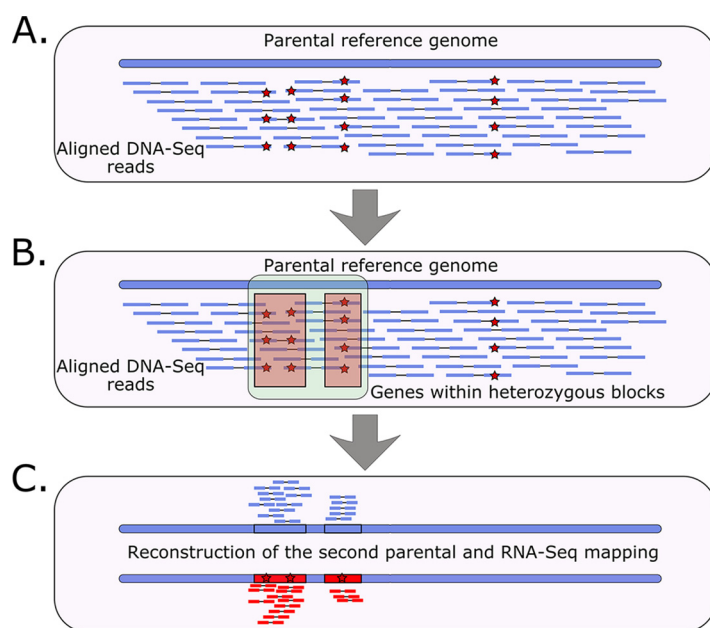 A.
Parental reference genome
Aligned DNA-Seq
reads
B.
Parental reference genome
Aligned DNA-Seq
reads
Genes within heterozygous blocks
C.
Reconstruction of the second parental and RNA-Seq mapping